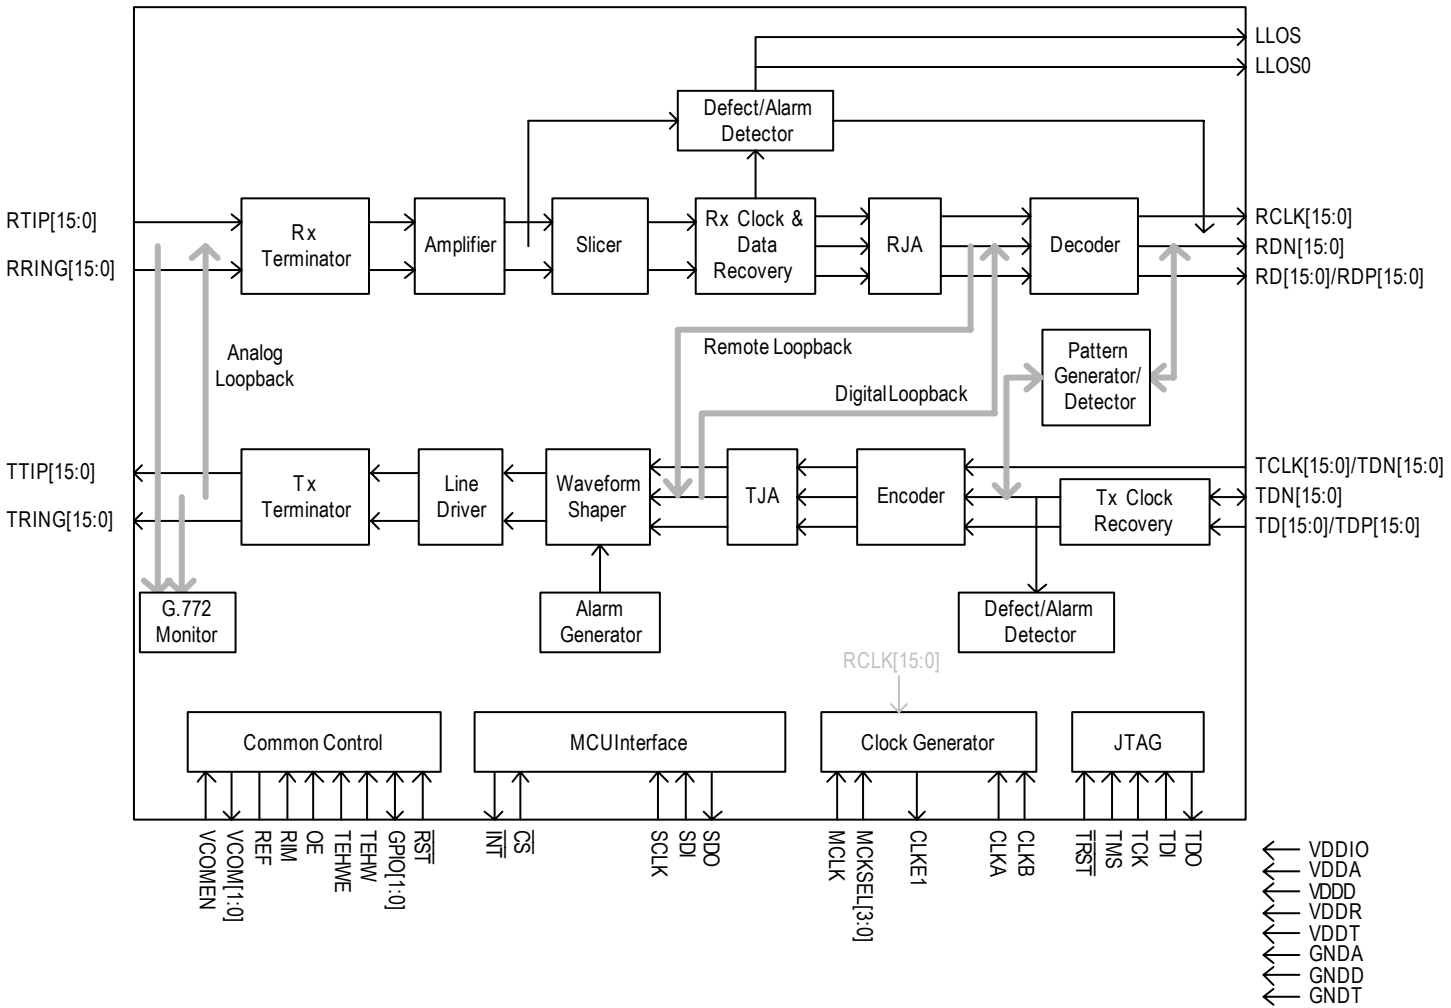 LLOS
LLOS0
Defect/Alarm
Detector
RTIP[15:0]
RRING[15:0]
Rx
Terminator
Amplifier
Slicer
Rx Clock &
Data
Recovery
RJA
Decoder
RCLK[15:0]
RDN[15:0]
RD[15:0]/RDP[15:0]
Analog
Loopback
Remote Loopback
Digital Loopback
Pattern
Generator/
Detector
TTIP[15:0]
TRING[15:0]
Tx
Terminator
Line
Driver
Waveform
Shaper
TJA
Encoder
Tx Clock
Recovery
TCLK[15:0]/TDN[15:0]
TDN[15:0]
TD[15:0]/TDP[15:0]
G.772
Monitor
Alarm
Generator
Defect/Alarm
Detector
RCLK[15:0]
Common Control
MCU Interface
Clock Generator
JTAG
VCOMEN
VCOM[1:0]
REF
RIM
OE
TEHWE
TEHW
GPIO[1:0]
RST
INT
CS
SCLK
SDI
SDO
MCLK
MCKSEL[3:0]
CLKE1
CLKA
CLKB
TRST
TMS
TCK
TDI
TDO
VDDIO
VDDA
VDDD
VDDR
VDDT
GNDA
GNDD
GNDT